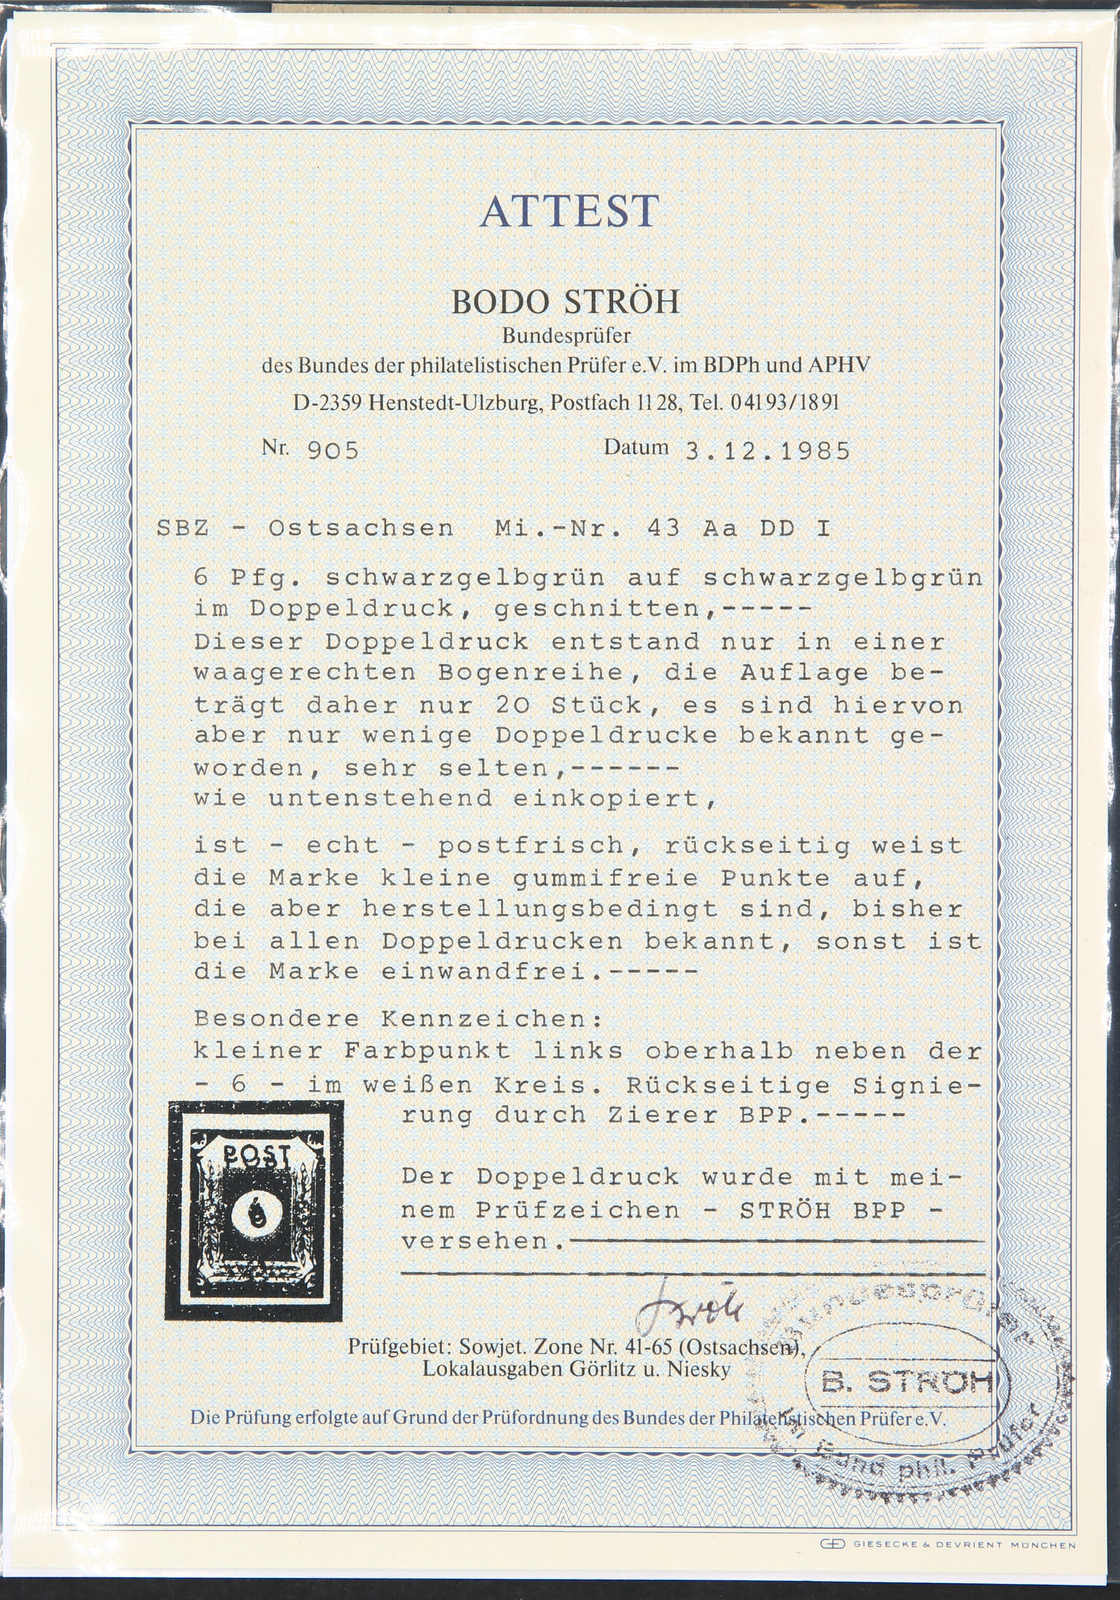 ATTEST
BODO STRÖH
Bundesprüfer
des Bundes der philatelistischen Prüfer e.V. im BDPh und APHV
D-2359 Henstedt-Ulzburg, Postfach 1128, Tel. 04193/1891
Nr. 905 Datum 3.12.1985
SBZ - Ostsachsen Mi.-Nr. 43 Aa DD I
6 Pfg. schwarzgelbgrün auf schwarzgelbgrün
im Doppeldruck, geschnitten,-----
Dieser Doppeldruck entstand nur in einer
waagerechten Bogenreihe, die Auflage be-
trägt daher nur 20 Stück, es sind hiervon
aber nur wenige Doppeldrucke bekannt ge-
worden, sehr selten,------
wie untenstehend einkopiert,
ist - echt - postfrisch, rückseitig weist
die Marke kleine gummifreie Punkte auf,
die aber herstellungsbedingt sind, bisher
bei allen Doppeldrucken bekannt, sonst ist
die Marke einwandfrei.-----
Besondere Kennzeichen:
kleiner Farbpunkt links oberhalb neben der
- 6 - im weißen Kreis. Rückseitige Signie-
rung durch Zierer BPP.-----
POST
6
Der Doppeldruck wurde mit mei-
nem Prüfzeichen - STRÖH BPP -
versehen.
Ströh
Prüfgebiet: Sowjet. Zone Nr. 41-65 (Ostsachsen),
Lokalausgaben Görlitz u. Niesky
Die Prüfung erfolgte auf Grund der Prüfordnung des Bundes der Philatelistischen Prüfer e.V.
Bundesprüfer
B. STRÖH
im Bund phil. Prüfer
GIESECKE & DEVRIENT MÜNCHEN